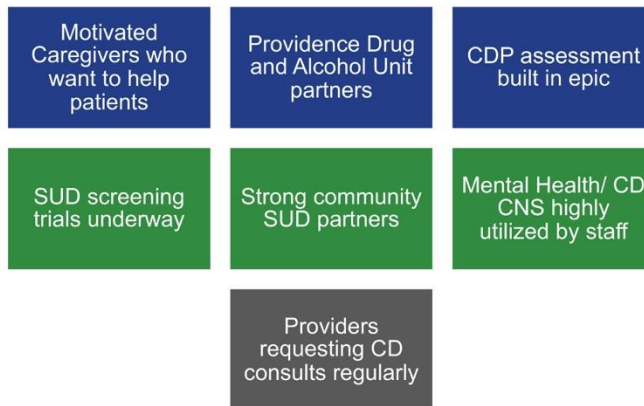 Motivated
Caregivers who
want to help
patients
Providence Drug
and Alcohol Unit
partners
CDP assessment
built in epic
SUD screening
trials underway
Strong community
SUD partners
Mental Health/ CD
CNS highly
utilized by staff
Providers
requesting CD
consults regularly